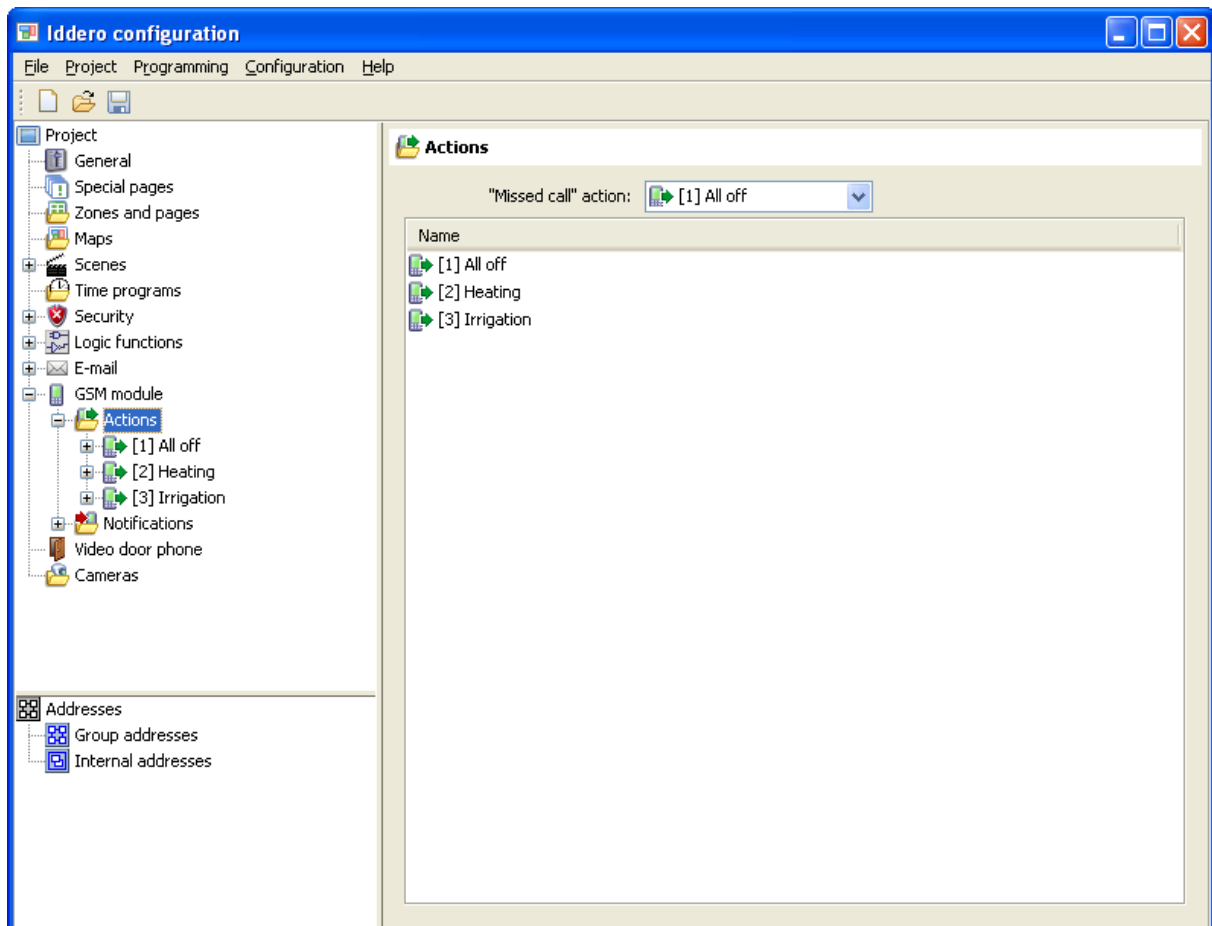 Iddero configuration
File Project Programming Configuration Help
Project
General
Special pages
Zones and pages
Maps
Scenes
Time programs
Security
Logic functions
E-mail
GSM module
Actions
[1] All off
[2] Heating
[3] Irrigation
Notifications
Video door phone
Cameras
Addresses
Group addresses
Internal addresses
Actions
"Missed call" action: [1] All off
Name
[1] All off
[2] Heating
[3] Irrigation